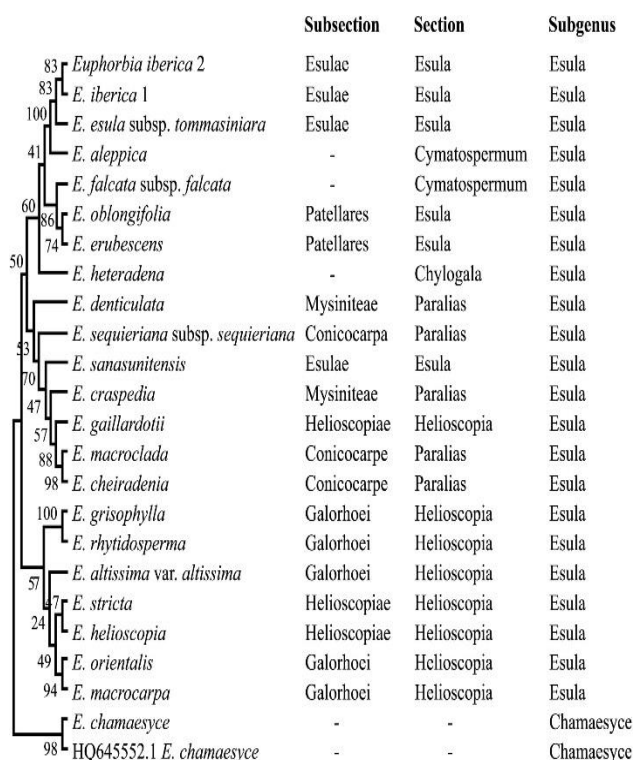 Subsection Section Subgenus
83 Euphorbia iberica 2 Esulae Esula Esula
83 E. iberica 1 Esulae Esula Esula
100 E. esula subsp. tommasiniara Esulae Esula Esula
41 E. aleppica - Cymatospermum Esula
E. falcata subsp. falcata - Cymatospermum Esula
60 86 E. oblongifolia Patellares Esula Esula
74 E. erubescens Patellares Esula Esula
50 E. heteradena - Chylogala Esula
E. denticulata Mysiniteae Paralias Esula
53 E. sequieriana subsp. sequieriana Conicocarpa Paralias Esula
70 E. sanasunitensis Esulae Esula Esula
47 E. craspedia Mysiniteae Paralias Esula
57 E. gaillardotii Helioscopiae Helioscopia Esula
88 E. macroclada Conicocarpe Paralias Esula
98 E. cheiradenia Conicocarpe Paralias Esula
100 E. grisophylla Galorhoei Helioscopia Esula
E. rhytidosperma Galorhoei Helioscopia Esula
57 E. altissima var. altissima Galorhoei Helioscopia Esula
47 E. stricta Helioscopiae Helioscopia Esula
24 E. helioscopia Helioscopiae Helioscopia Esula
49 E. orientalis Galorhoei Helioscopia Esula
94 E. macrocarpa Galorhoei Helioscopia Esula
E. chamaesyce - - Chamaesyce
98 HQ645552.1 E. chamaesyce - - Chamaesyce